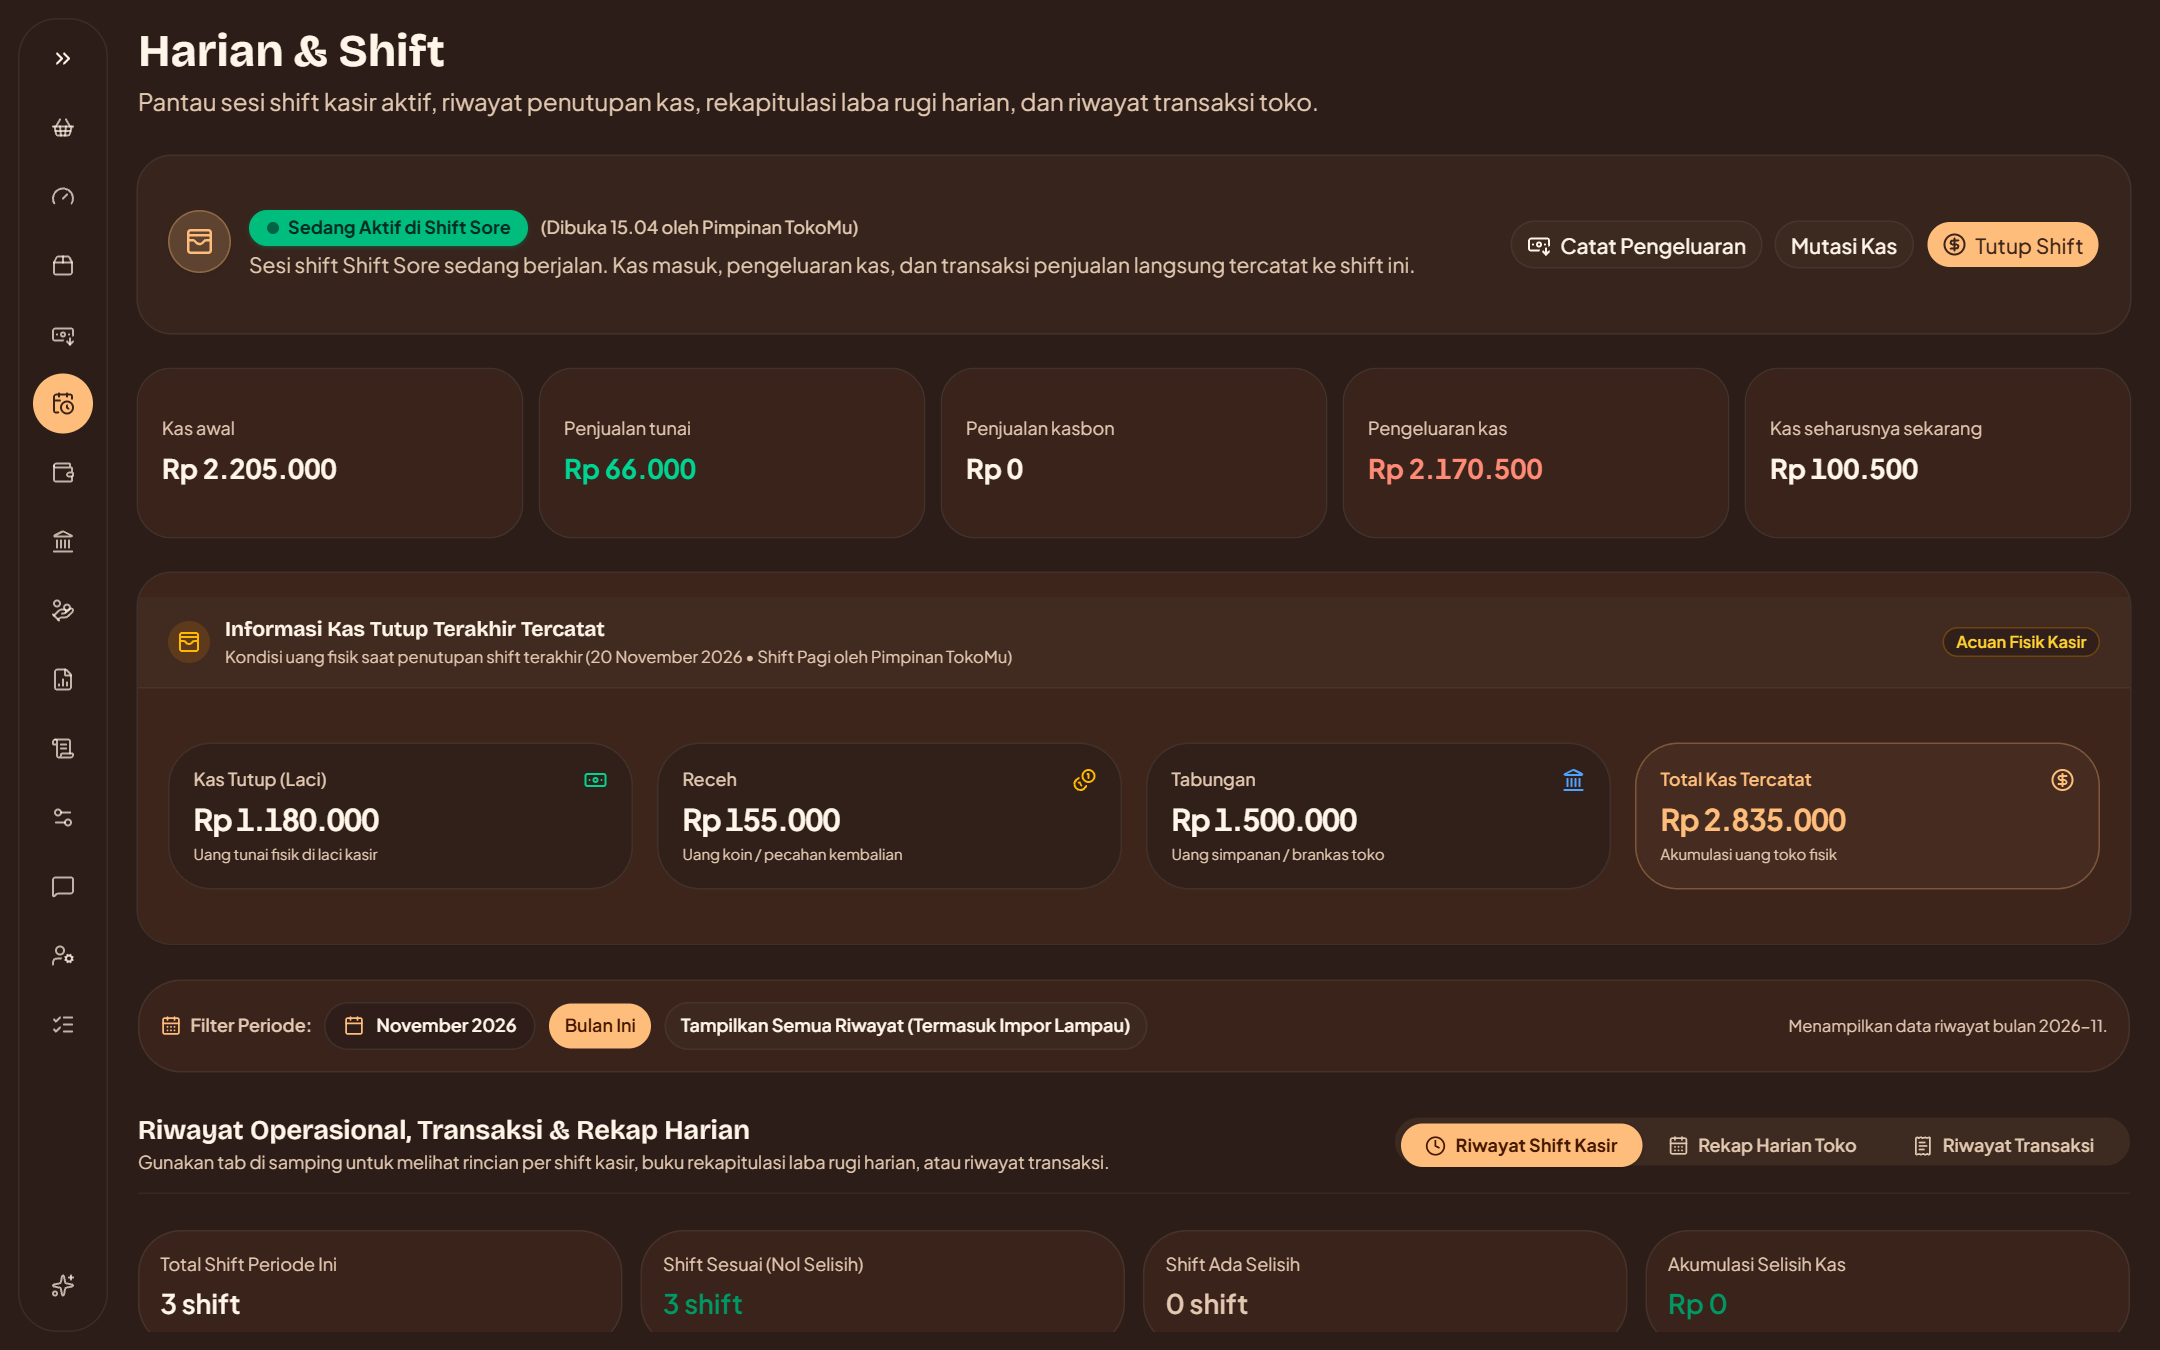 Harian & Shift
Pantau sesi shift kasir aktif, riwayat penutupan kas, rekapitulasi laba rugi harian, dan riwayat transaksi toko.
Sedang Aktif di Shift Sore (Dibuka 15.04 oleh Pimpinan TokoMu)
Sesi shift Shift Sore sedang berjalan. Kas masuk, pengeluaran kas, dan transaksi penjualan langsung tercatat ke shift ini.
Catat Pengeluaran
Mutasi Kas
Tutup Shift
Kas awal
Rp 2.205.000
Penjualan tunai
Rp 66.000
Penjualan kasbon
Rp 0
Pengeluaran kas
Rp 2.170.500
Kas seharusnya sekarang
Rp 100.500
Informasi Kas Tutup Terakhir Tercatat
Kondisi uang fisik saat penutupan shift terakhir (20 November 2026 • Shift Pagi oleh Pimpinan TokoMu)
Acuan Fisik Kasir
Kas Tutup (Laci)
Rp 1.180.000
Uang tunai fisik di laci kasir
Receh
Rp 155.000
Uang koin / pecahan kembalian
Tabungan
Rp 1.500.000
Uang simpanan / brankas toko
Total Kas Tercatat
Rp 2.835.000
Akumulasi uang toko fisik
Filter Periode:
November 2026
Bulan Ini
Tampilkan Semua Riwayat (Termasuk Impor Lampau)
Menampilkan data riwayat bulan 2026-11.
Riwayat Operasional, Transaksi & Rekap Harian
Gunakan tab di samping untuk melihat rincian per shift kasir, buku rekapitulasi laba rugi harian, atau riwayat transaksi.
Riwayat Shift Kasir
Rekap Harian Toko
Riwayat Transaksi
Total Shift Periode Ini
3 shift
Shift Sesuai (Nol Selisih)
3 shift
Shift Ada Selisih
0 shift
Akumulasi Selisih Kas
Rp 0